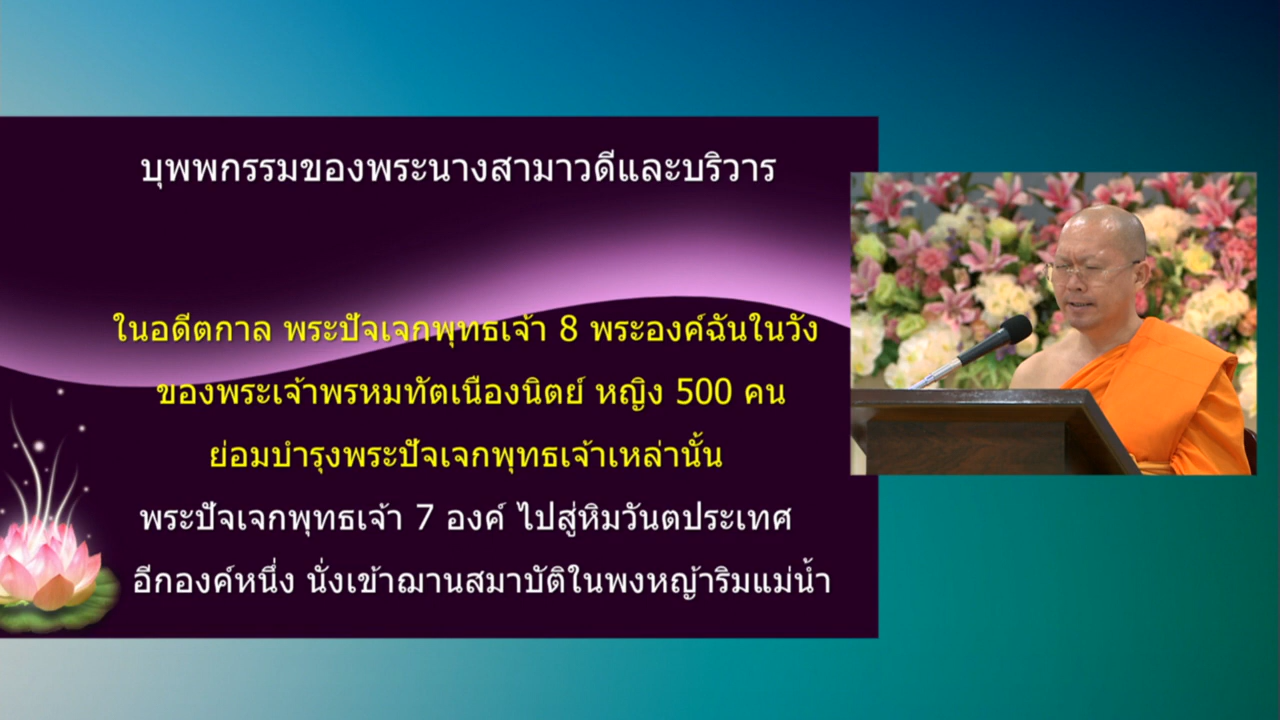 บุพพกรรมของพระนางสามาวดีและบริวาร
ในอดีตกาล พระปัจเจกพุทธเจ้า 8 พระองค์ฉันในวัง
ของพระเจ้าพรหมทัตเนืองนิตย์ หญิง 500 คน
ย่อมบำรุงพระปัจเจกพุทธเจ้าเหล่านั้น
พระปัจเจกพุทธเจ้า 7 องค์ ไปสู่หิมวันตประเทศ
อีกองค์หนึ่ง นั่งเข้าฌานสมาบัติในพงหญ้าริมแม่น้ำ